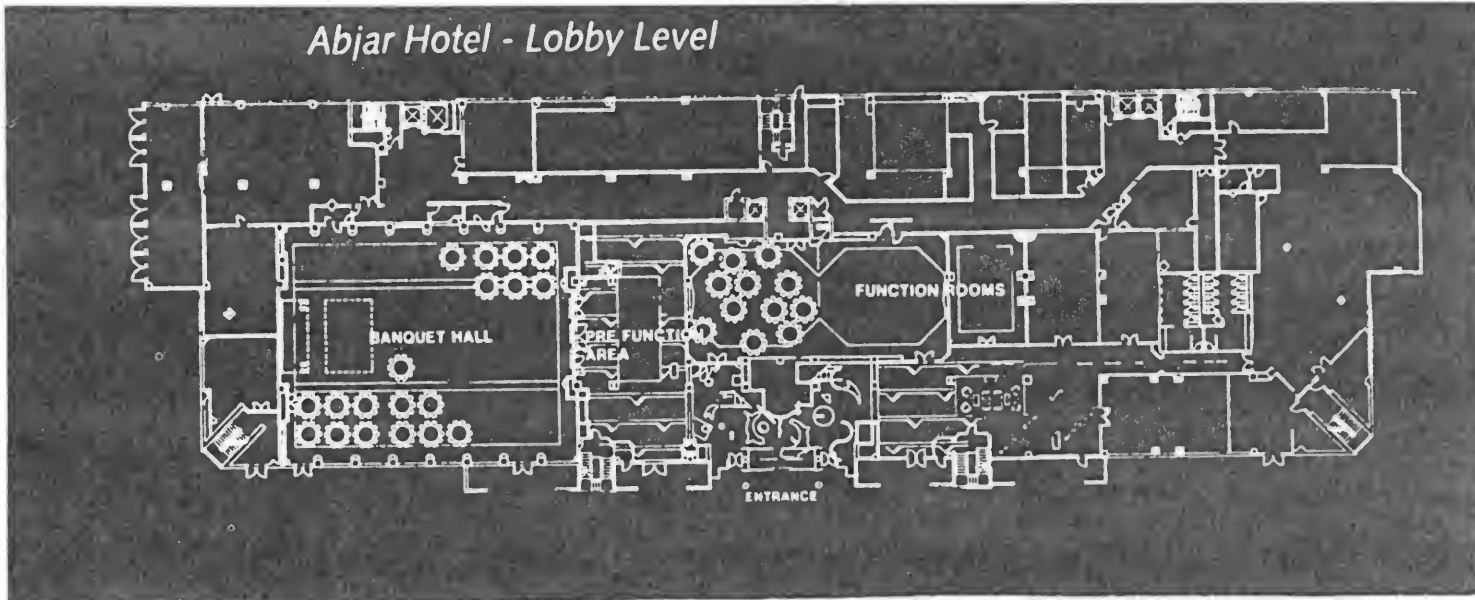 Abjar Hotel - Lobby Level
BANQUET HALL
PRE FUNCTION
AREA
FUNCTION ROOMS
ENTRANCE